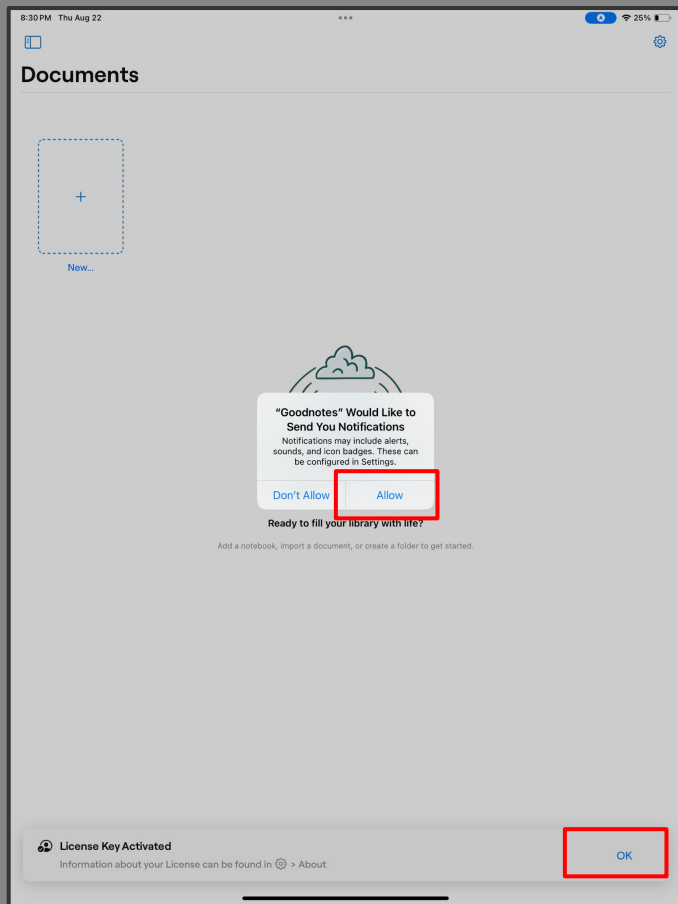 8:30 PM Thu Aug 22
25%
Documents
+
New...
"Goodnotes" Would Like to
Send You Notifications
Notifications may include alerts,
sounds, and icon badges. These can
be configured in Settings.
Don't Allow
Allow
Ready to fill your library with life?
Add a notebook, import a document, or create a folder to get started.
License Key Activated
Information about your License can be found in > About
OK